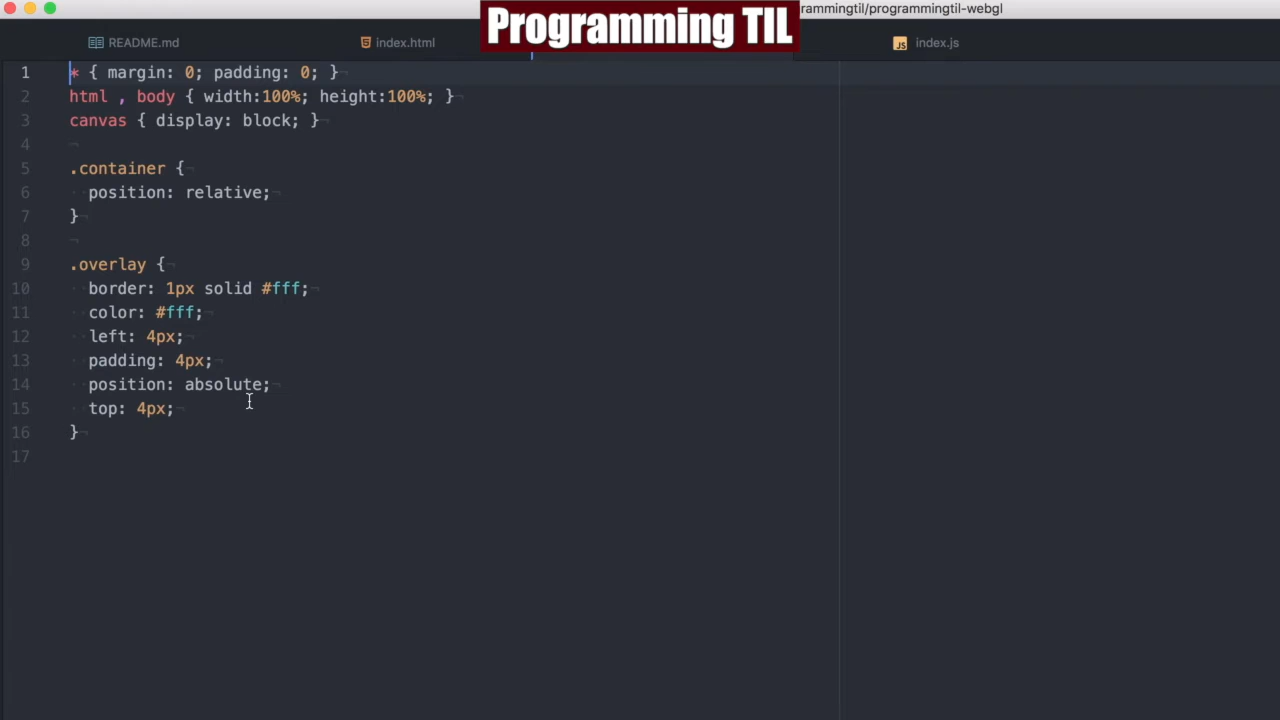 Programming TIL
rammingtil/programmingtil-webgl
README.md
index.html
JS index.js
1 * { margin: 0; padding: 0; }¬
2 html , body { width:100%; height:100%; }¬
3 canvas { display: block; }¬
4 ¬
5 .container {¬
6 ··position: relative;¬
7 }¬
8 ¬
9 .overlay {¬
10 ··border: 1px solid #fff;¬
11 ··color: #fff;¬
12 ··left: 4px;¬
13 ··padding: 4px;¬
14 ··position: absolute;¬
15 ··top: 4px;¬
16 }¬
17